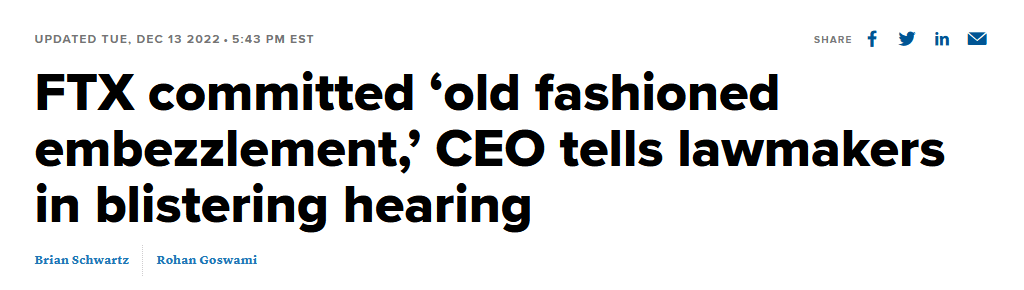 UPDATED TUE, DEC 13 2022 • 5:43 PM EST
SHARE
FTX committed ‘old fashioned
embezzlement,’ CEO tells lawmakers
in blistering hearing
Brian Schwartz
Rohan Goswami